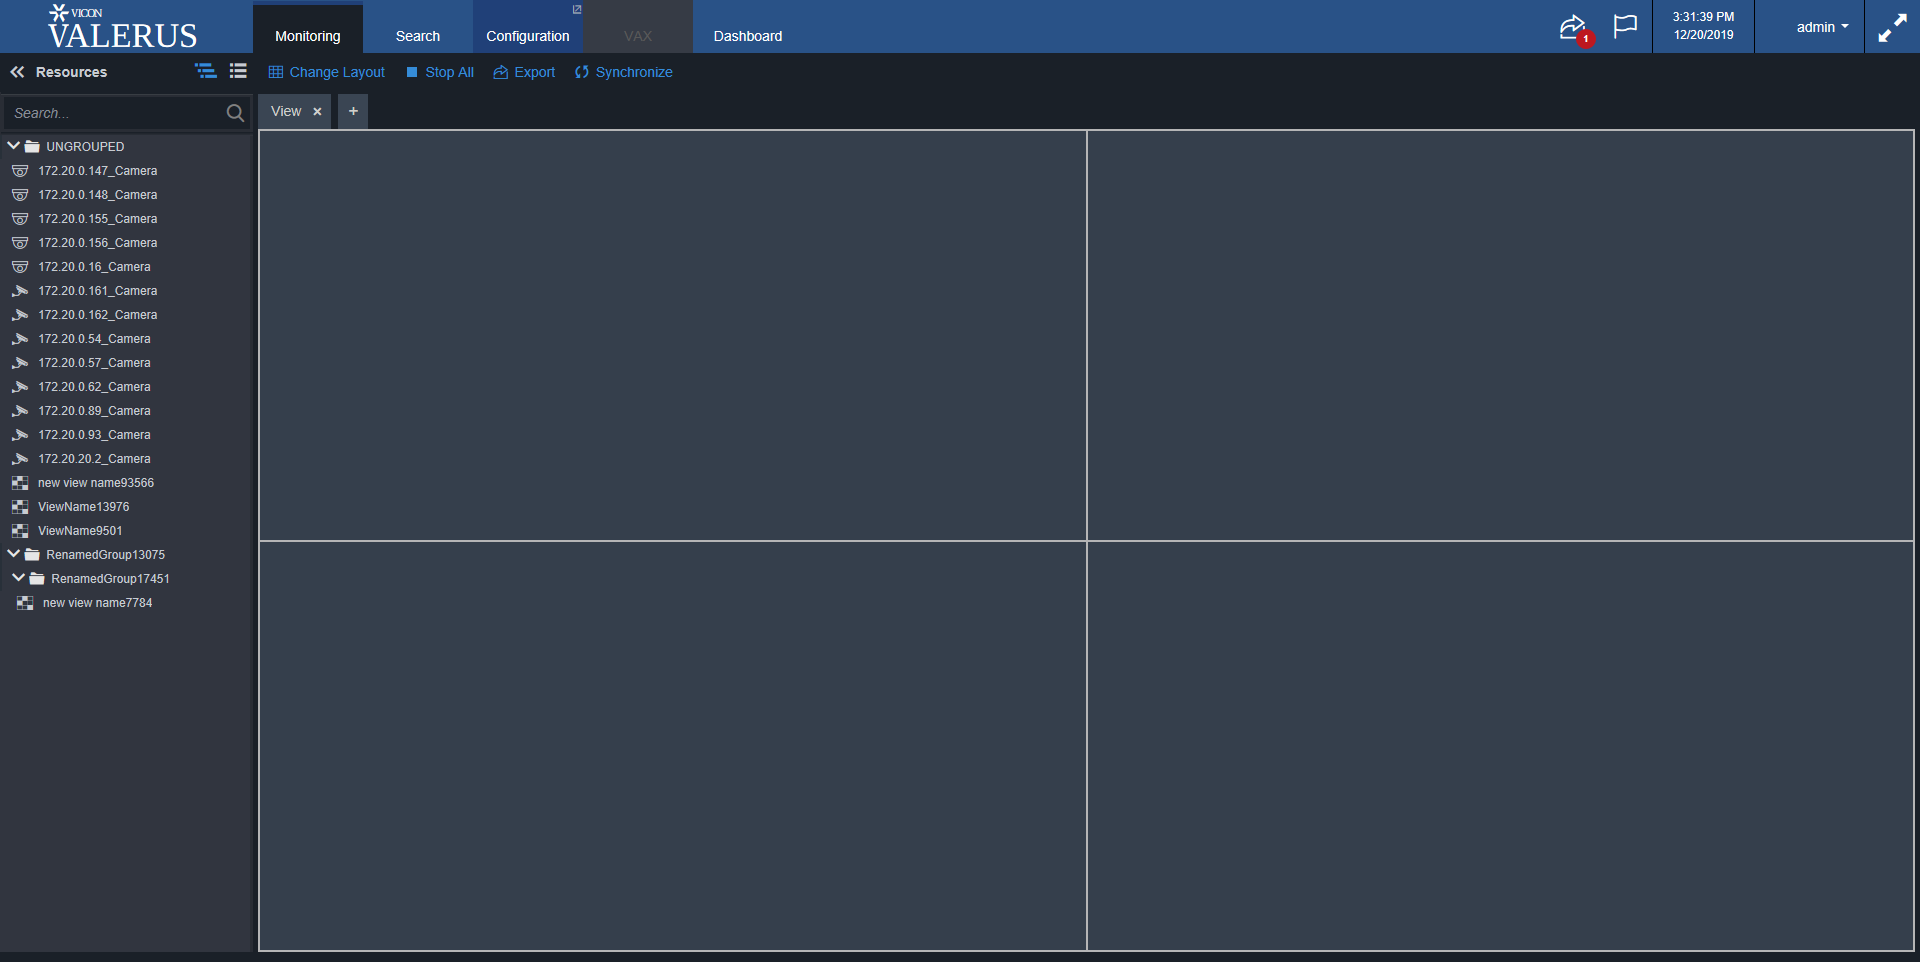 VICON
VALERUS
Monitoring
Search
Configuration
VAX
Dashboard
1
3:31:39 PM
12/20/2019
admin
Resources
Change Layout
Stop All
Export
Synchronize
Search...
View
+
UNGROUPED
172.20.0.147_Camera
172.20.0.148_Camera
172.20.0.155_Camera
172.20.0.156_Camera
172.20.0.16_Camera
172.20.0.161_Camera
172.20.0.162_Camera
172.20.0.54_Camera
172.20.0.57_Camera
172.20.0.62_Camera
172.20.0.89_Camera
172.20.0.93_Camera
172.20.20.2_Camera
new view name93566
ViewName13976
ViewName9501
RenamedGroup13075
RenamedGroup17451
new view name7784